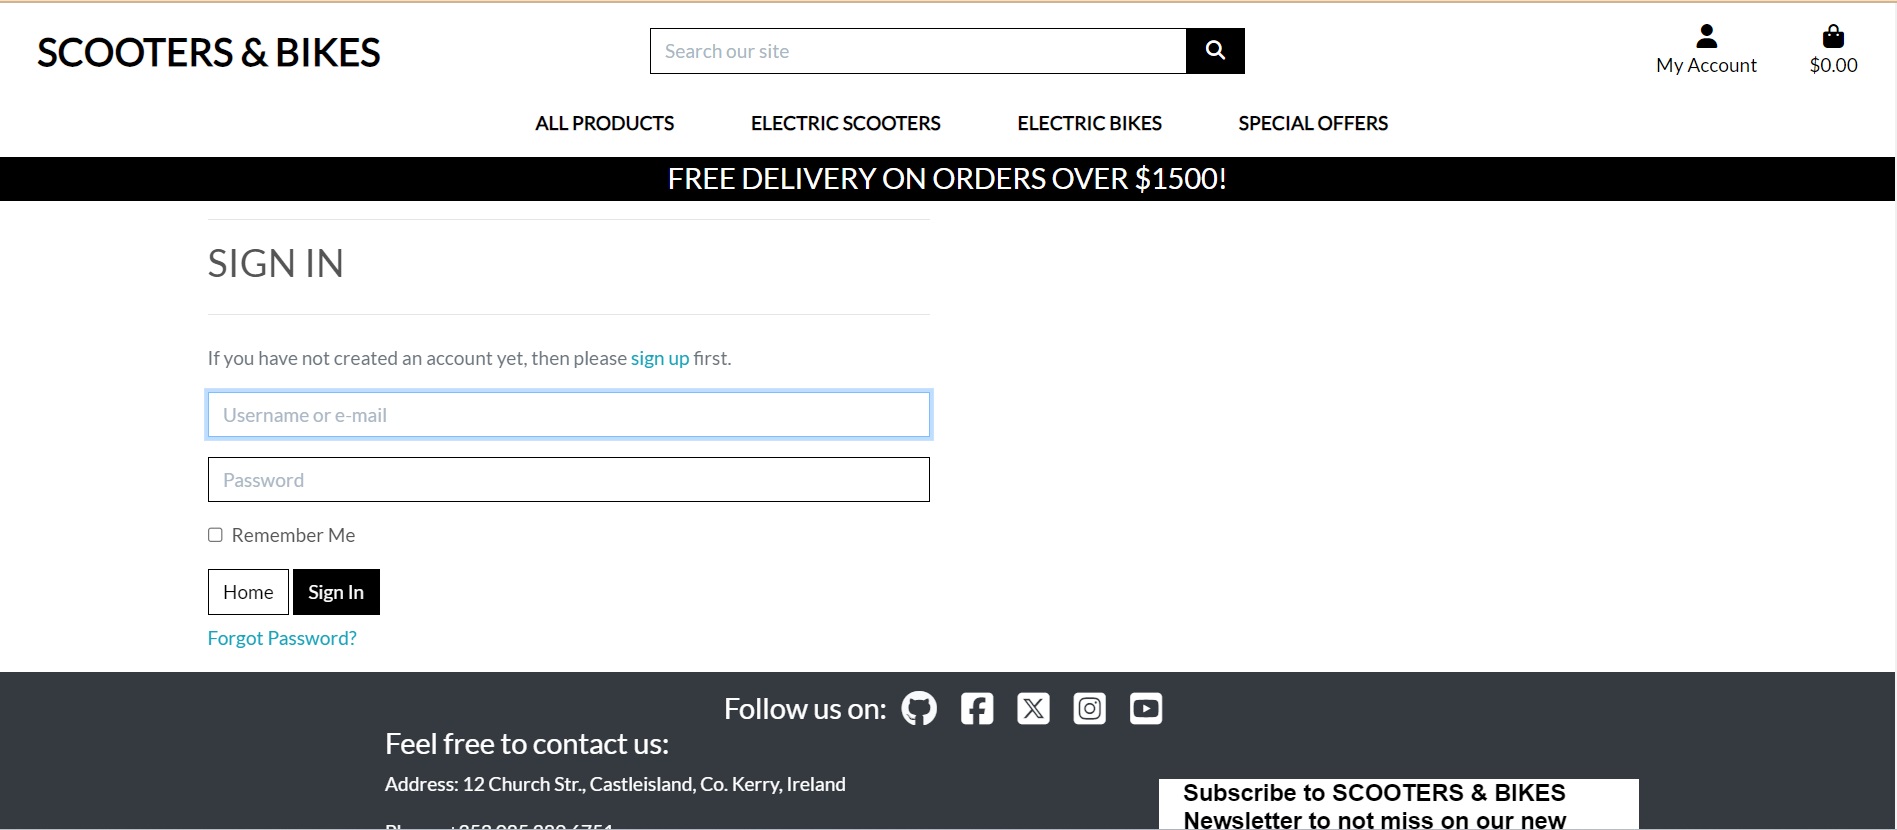 SCOOTERS & BIKES
Search our site
My Account
$0.00
ALL PRODUCTS
ELECTRIC SCOOTERS
ELECTRIC BIKES
SPECIAL OFFERS
FREE DELIVERY ON ORDERS OVER $1500!
SIGN IN
If you have not created an account yet, then please sign up first.
Username or e-mail
Password
Remember Me
Home
Sign In
Forgot Password?
Follow us on:
Feel free to contact us:
Address: 12 Church Str., Castleisland, Co. Kerry, Ireland
Subscribe to SCOOTERS & BIKES
Newsletter to not miss on our new